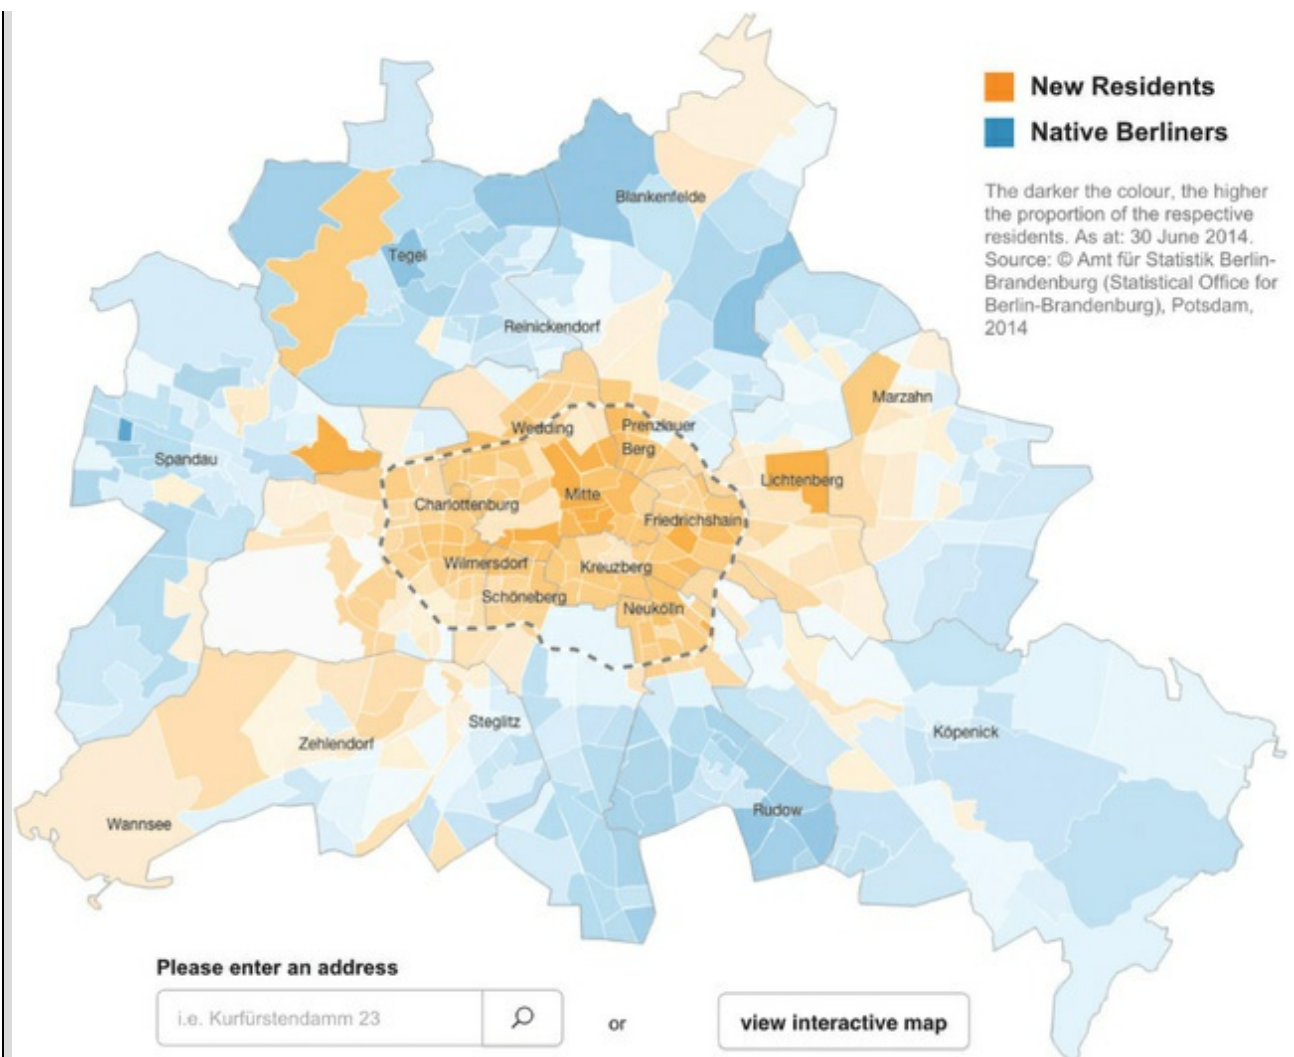 New Residents
Native Berliners
The darker the colour, the higher
the proportion of the respective
residents. As at: 30 June 2014.
Source: © Amt für Statistik Berlin-
Brandenburg (Statistical Office for
Berlin-Brandenburg), Potsdam,
2014
Blankenfelde
Tegel
Reinickendorf
Marzahn
Wedding
Prenzlauer
Berg
Spandau
Lichtenberg
Mitte
Charlottenburg
Friedrichshain
Wilmersdorf
Kreuzberg
Schöneberg
Neukölln
Steglitz
Köpenick
Zehlendorf
Rudow
Wannsee
Please enter an address
i.e. Kurfürstendamm 23
or
view interactive map